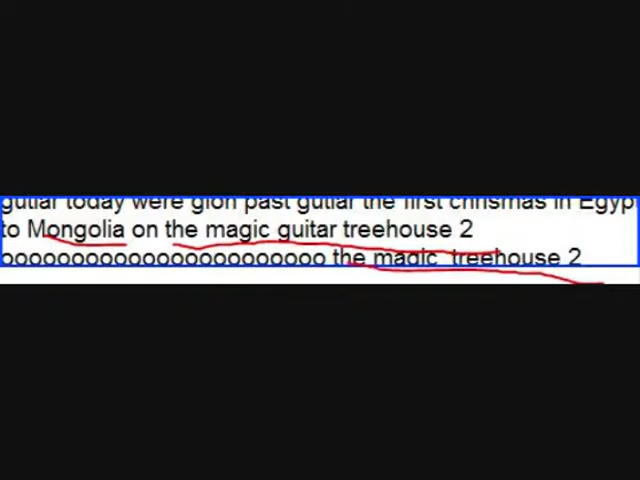 gutiar today were gion past gutiar the first chrismas in Egyp
to Mongolia on the magic guitar treehouse 2
ooooooooooooooooooooooo the magic treehouse 2